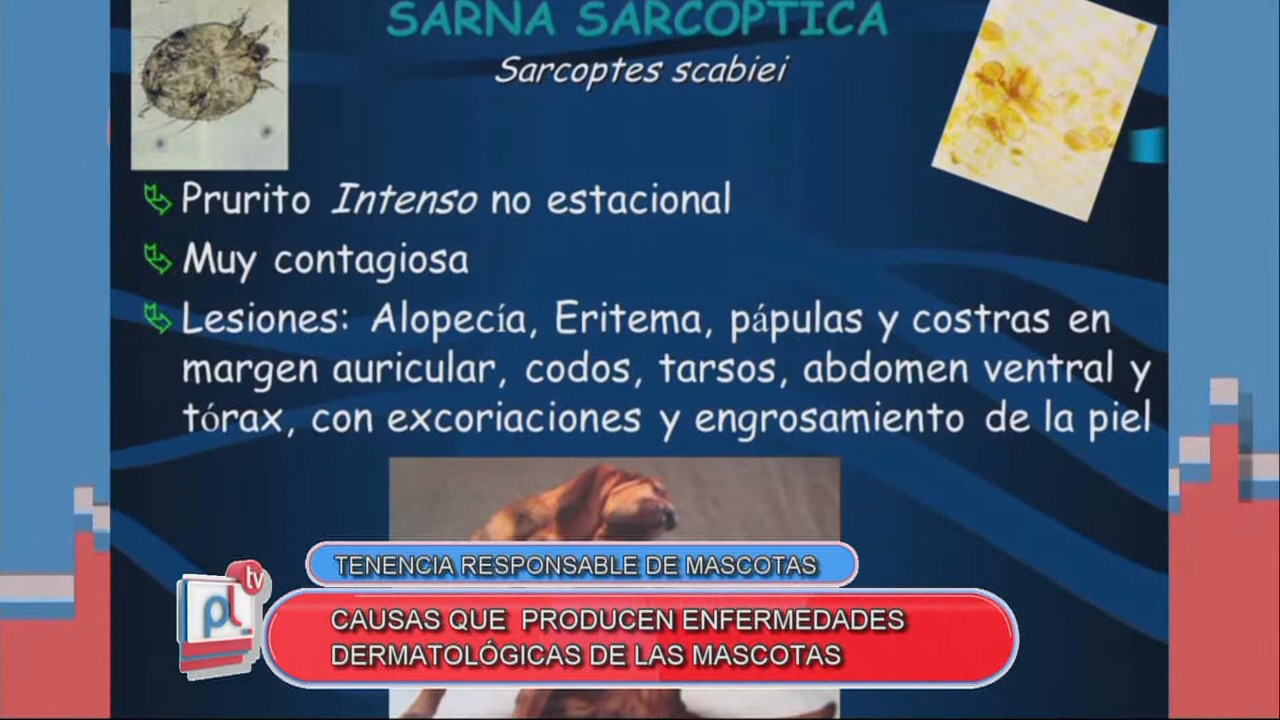 SARNA SARCOPTICA
Sarcoptes scabiei
Prurito Intenso no estacional
Muy contagiosa
Lesiones: Alopecía, Eritema, pápulas y costras en
margen auricular, codos, tarsos, abdomen ventral y
tórax, con excoriaciones y engrosamiento de la piel
TENENCIA RESPONSABLE DE MASCOTAS
pl tv
CAUSAS QUE PRODUCEN ENFERMEDADES
DERMATOLÓGICAS DE LAS MASCOTAS